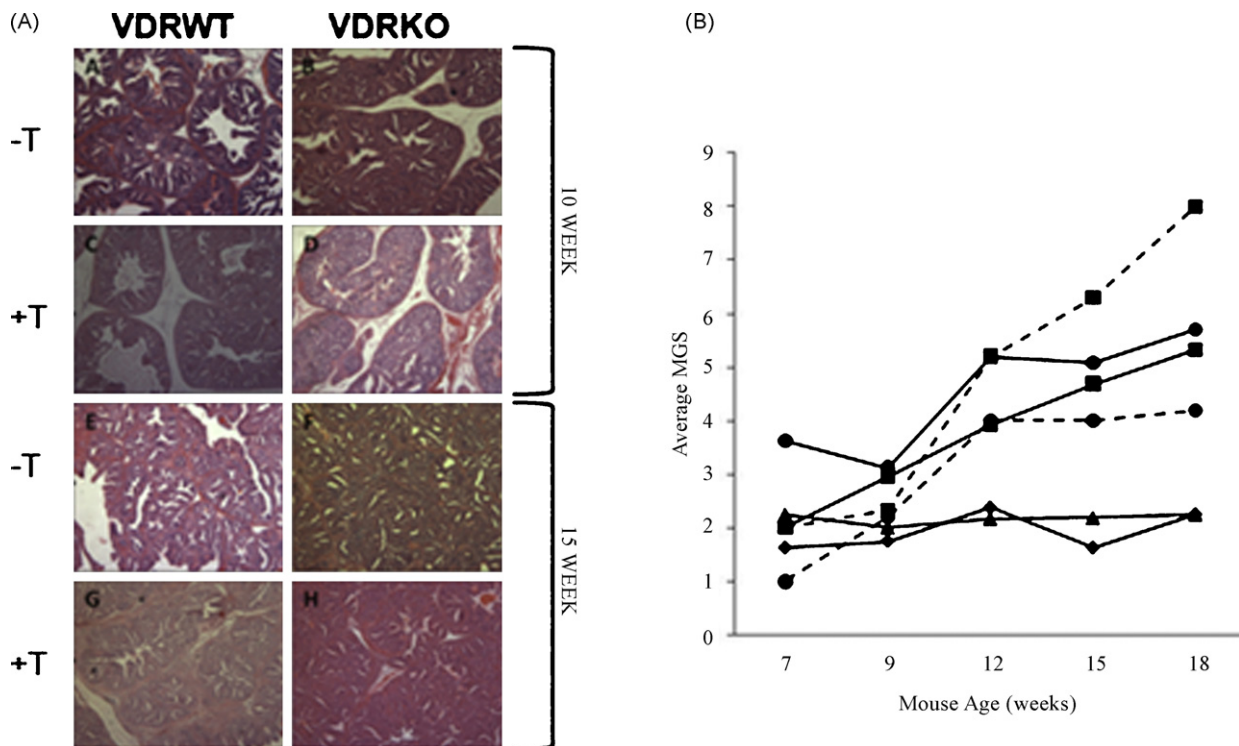 (A)
VDRWT
VDRKO
(B)
-T
A
B
10 WEEK
+T
C
D
-T
E
F
15 WEEK
+T
G
H
Average MGS
9
8
7
6
5
4
3
2
1
0
7
9
12
15
18
Mouse Age (weeks)